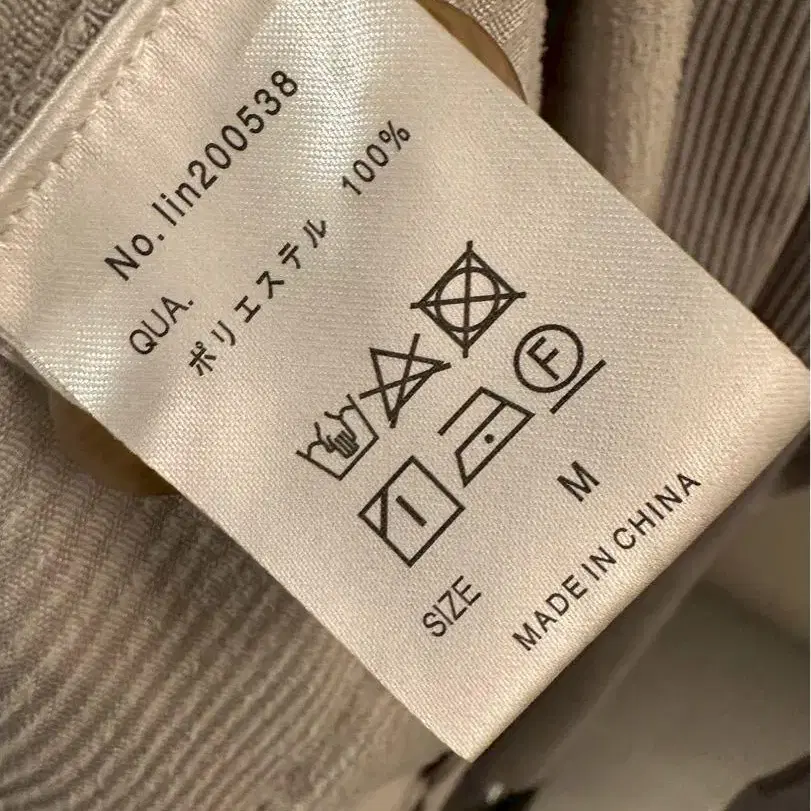 No. lin200538
QUA.
ポリエステル 100%
F
SIZE M
MADE IN CHINA